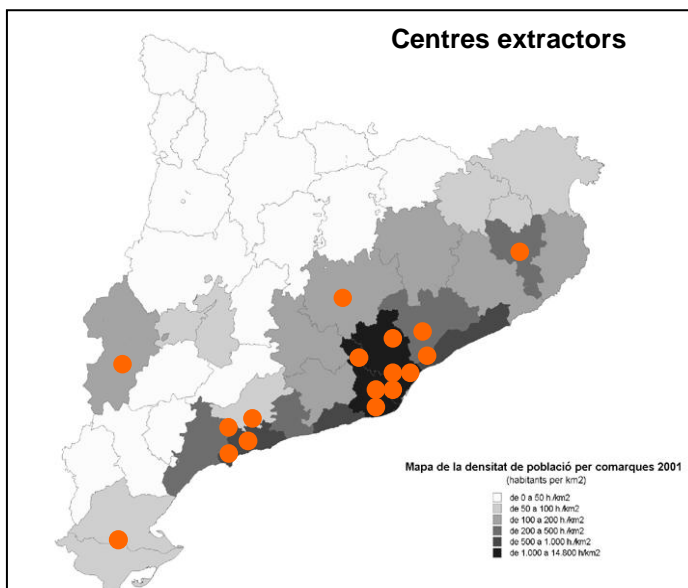 Centres extractors
Mapa de la densitat de població per comarques 2001
(habitants per km2)
de 0 a 50 h./km2
de 50 a 100 h./km2
de 100 a 200 h./km2
de 200 a 500 h./km2
de 500 a 1.000 h./km2
de 1.000 a 14.800 h/km2